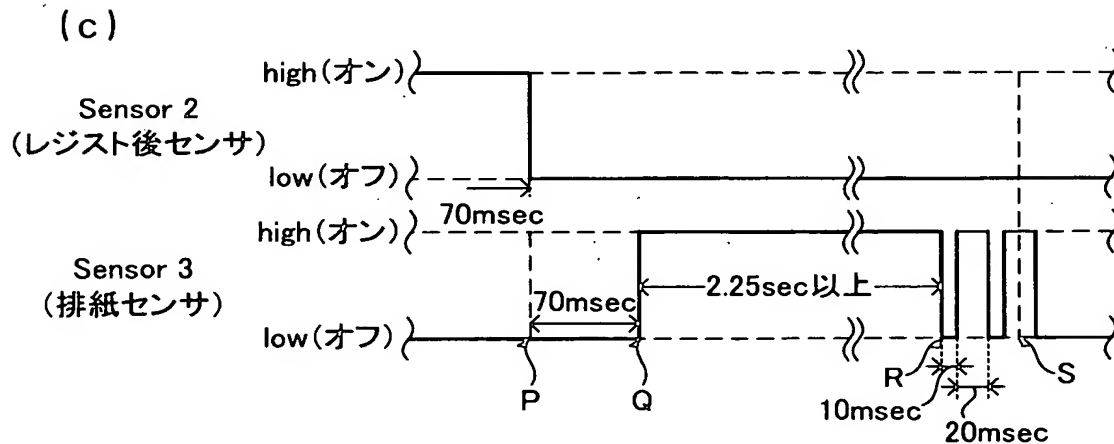 (c)
high(オン)
Sensor 2
(レジスト後センサ)
low(オフ)
70msec
high(オン)
Sensor 3
(排紙センサ)
70msec
2.25sec以上
low(オフ)
P
Q
R
S
10msec
20msec